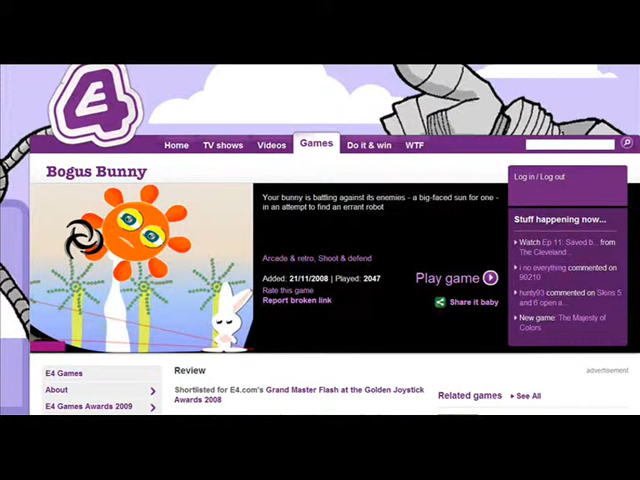 E4
Home TV shows Videos Games Do it & win WTF
Bogus Bunny
Your bunny is battling against its enemies - a big-faced sun for one -
in an attempt to find an errant robot
Arcade & retro, Shoot & defend
Added: 21/11/2008 | Played: 2047
Rate this game
Report broken link
Play game
Share it baby
Log in / Log out
Stuff happening now...
Watch Ep 11: Saved b... from
The Cleveland ...
i no everything commented on
90210
hunty93 commented on Skins 5
and 6 open a...
New game: The Majesty of
Colors
E4 Games
About
E4 Games Awards 2009
Review
Shortlisted for E4.com's Grand Master Flash at the Golden Joystick
Awards 2008
advertisement
Related games See All